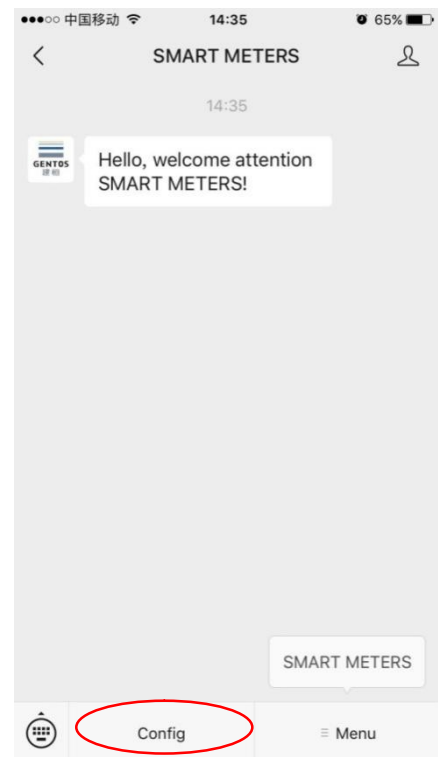 中国移动 14:35 65%
SMART METERS
14:35
GENTOS
建恒
Hello, welcome attention
SMART METERS!
SMART METERS
Config
Menu